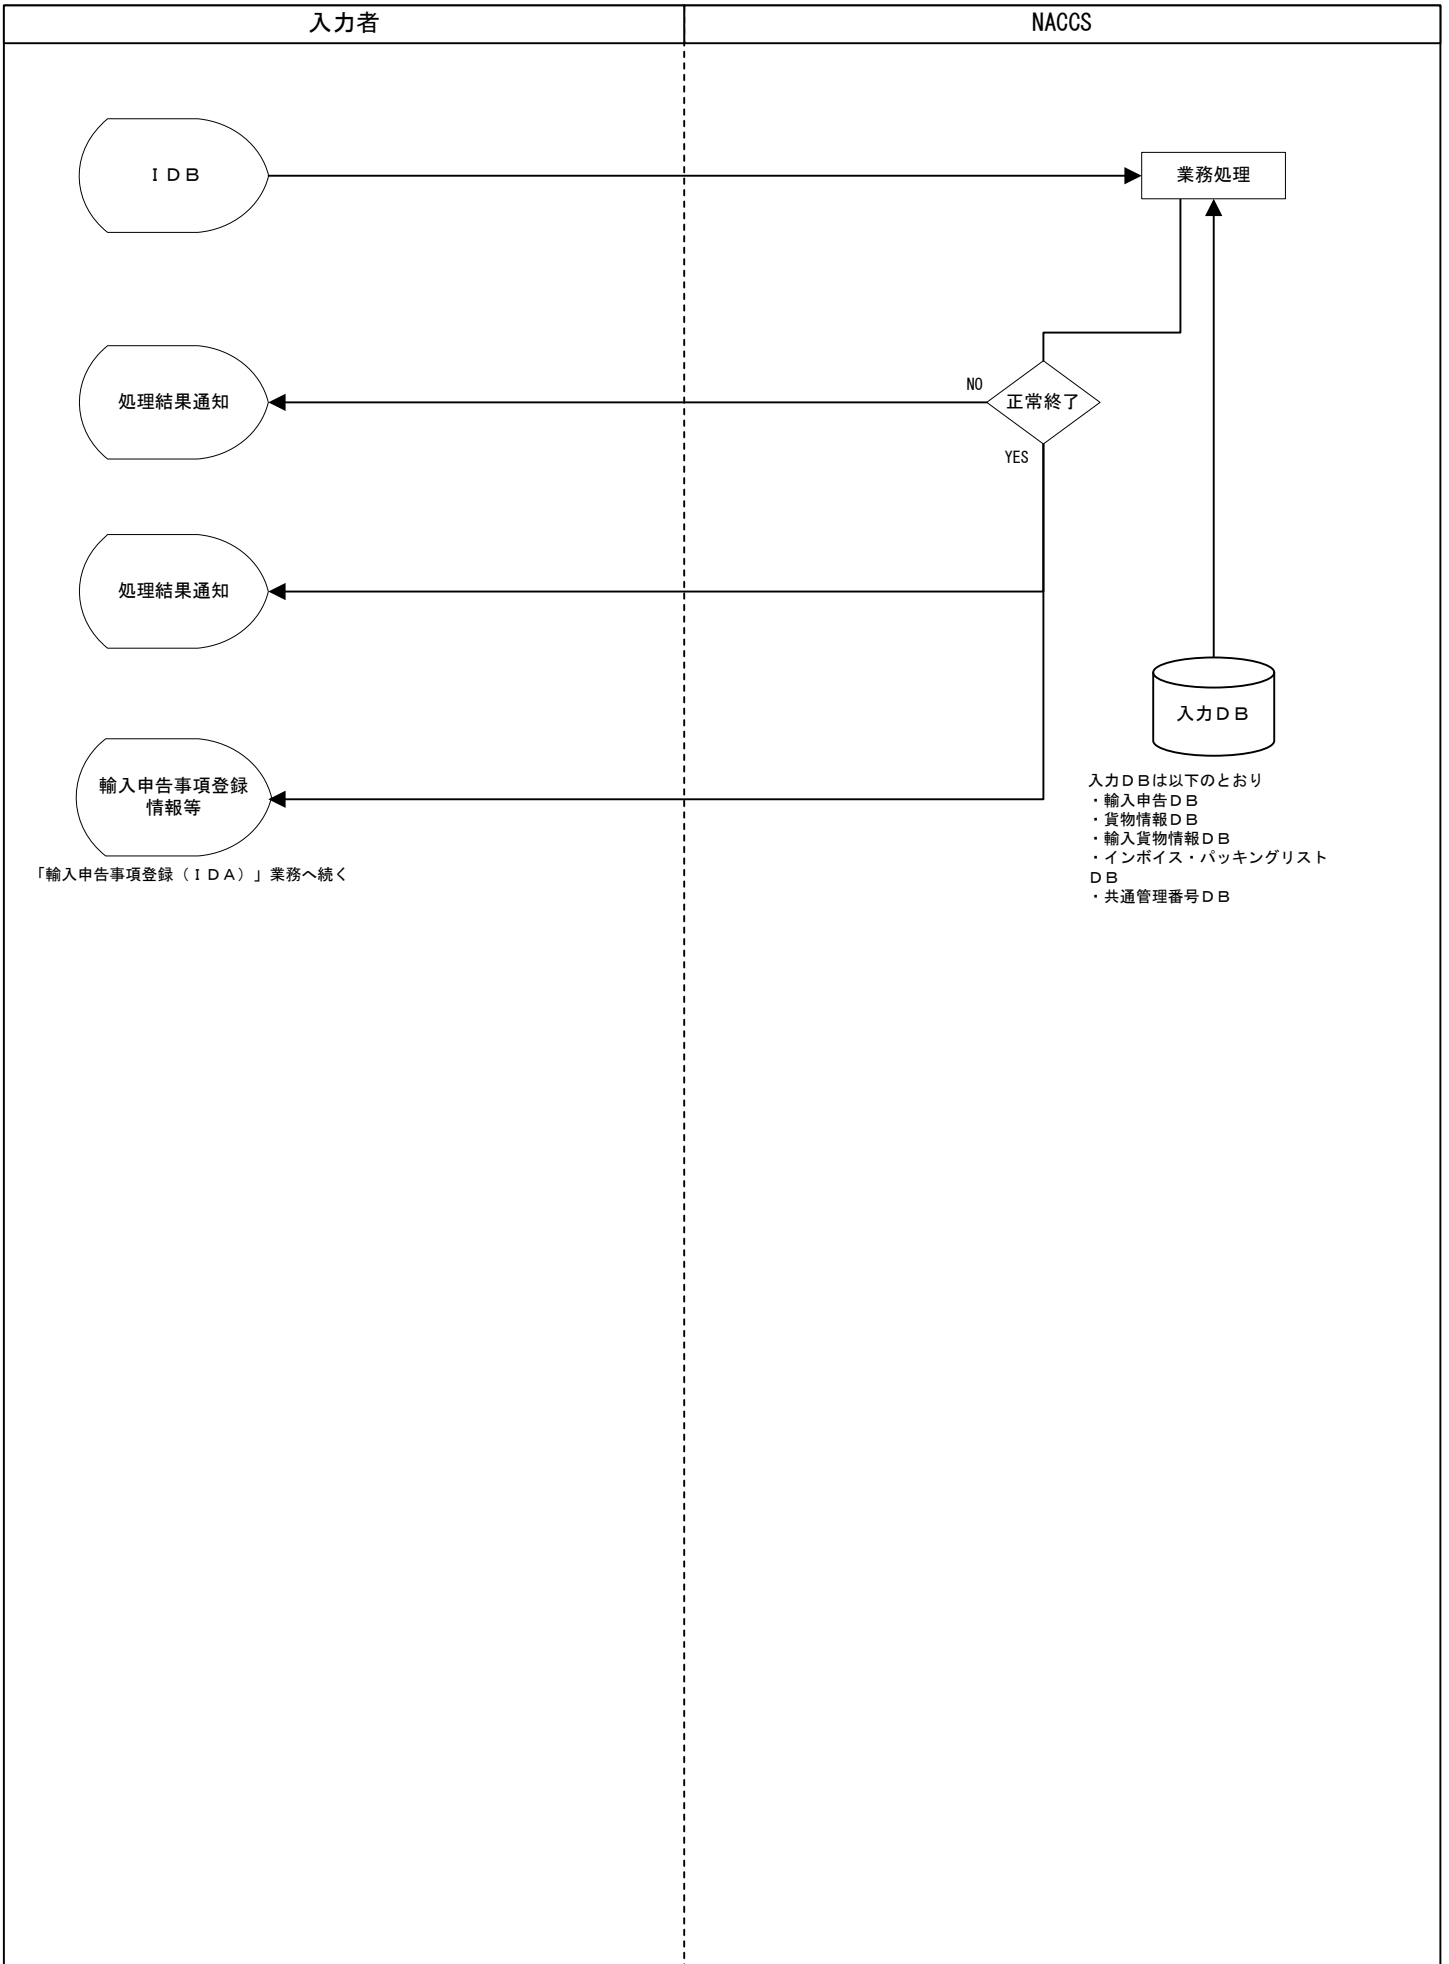 入力者
NACCS
ＩＤＢ
業務処理
処理結果通知
NO
正常終了
YES
処理結果通知
入力ＤＢ
輸入申告事項登録
情報等
「輸入申告事項登録（ＩＤＡ）」業務へ続く
入力ＤＢは以下のとおり
・輸入申告ＤＢ
・貨物情報ＤＢ
・輸入貨物情報ＤＢ
・インボイス・パッキングリスト
ＤＢ
・共通管理番号ＤＢ